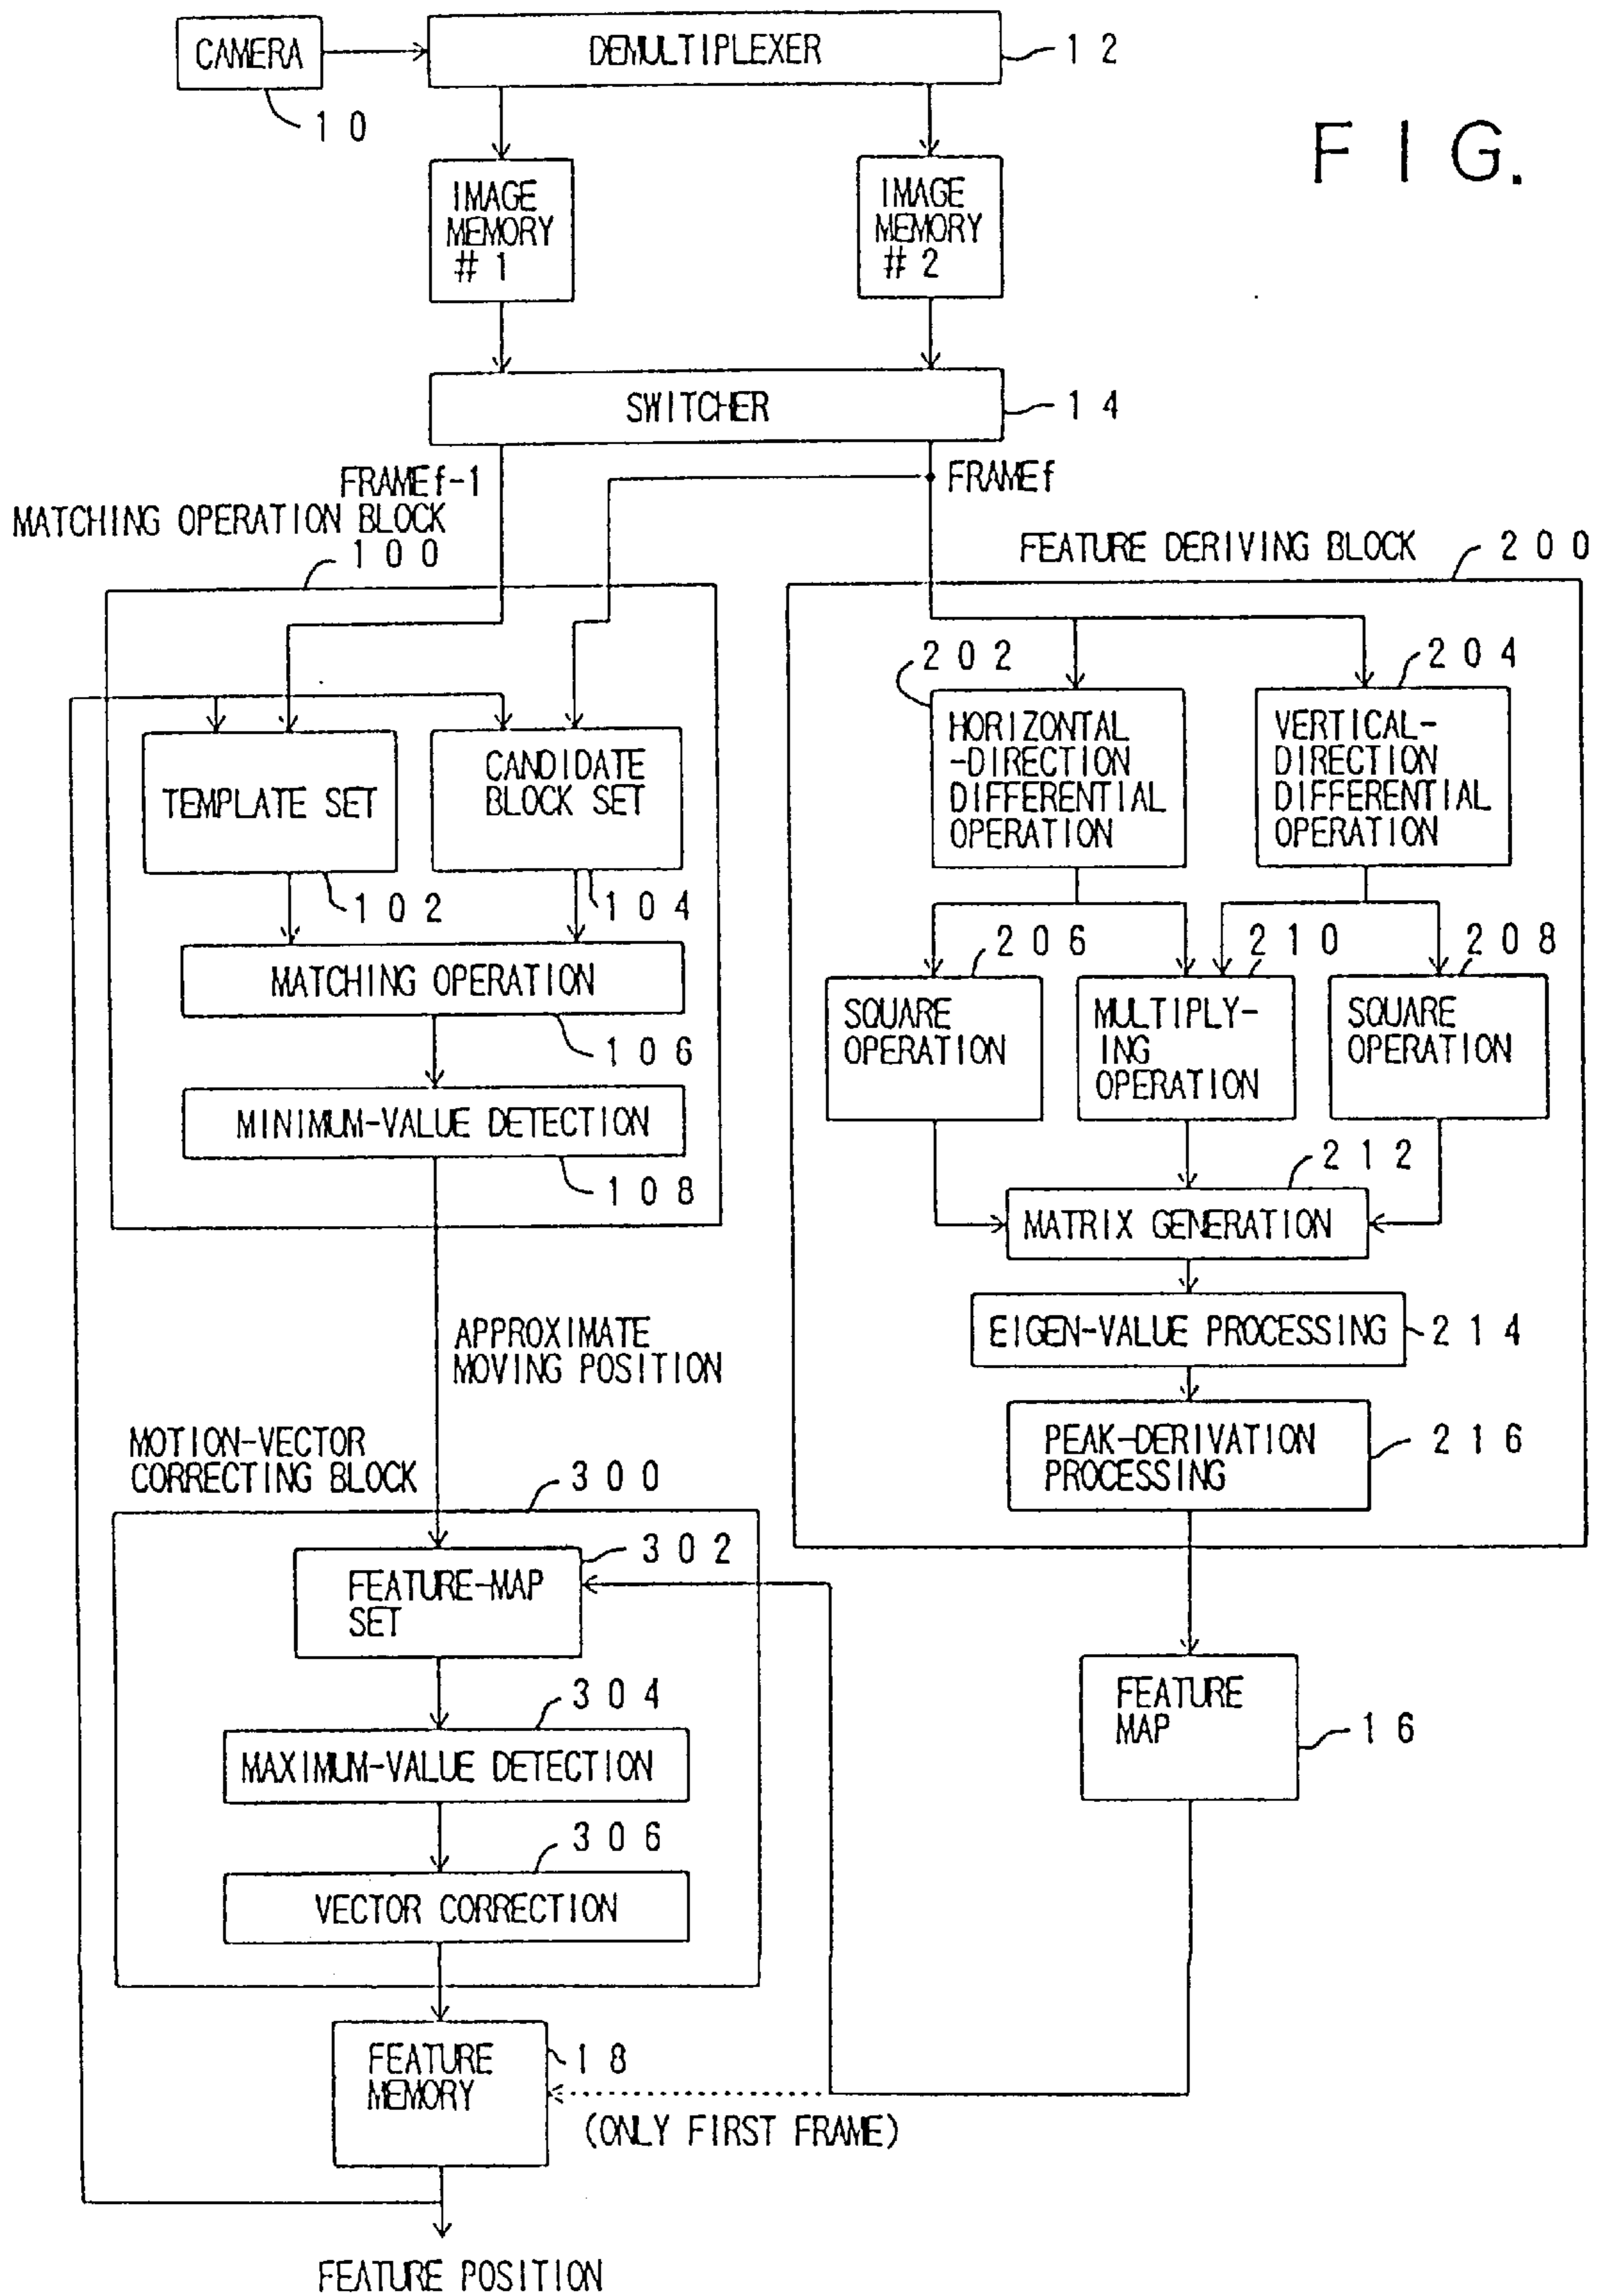 CAMERA
DEMULTIPLEXER
12
10
FIG.
IMAGE
MEMORY
#1
IMAGE
MEMORY
#2
SWITCHER
14
FRAMEf-1
FRAMEf
MATCHING OPERATION BLOCK
100
FEATURE DERIVING BLOCK
200
202
204
TEMPLATE SET
CANDIDATE
BLOCK SET
HORIZONTAL
-DIRECTION
DIFFERENTIAL
OPERATION
VERTICAL-
DIRECTION
DIFFERENTIAL
OPERATION
102
104
206
210
208
MATCHING OPERATION
106
SQUARE
OPERATION
MULTIPLY-
ING
OPERATION
SQUARE
OPERATION
MINIMUM-VALUE DETECTION
108
212
MATRIX GENERATION
EIGEN-VALUE PROCESSING
214
APPROXIMATE
MOVING POSITION
PEAK-DERIVATION
PROCESSING
216
MOTION-VECTOR
CORRECTING BLOCK
300
302
FEATURE-MAP
SET
304
MAXIMUM-VALUE DETECTION
FEATURE
MAP
16
306
VECTOR CORRECTION
FEATURE
MEMORY
18
(ONLY FIRST FRAME)
FEATURE POSITION